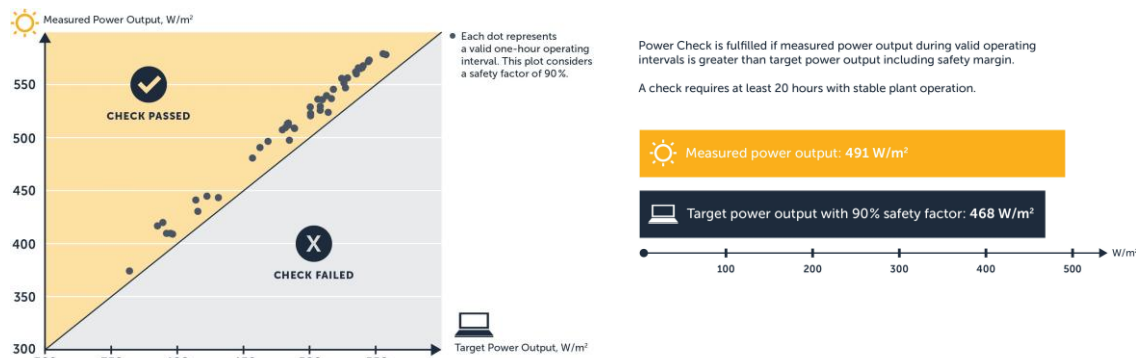 Measured Power Output, W/m²
Each dot represents
a valid one-hour operating
interval. This plot considers
a safety factor of 90%.
550
500
450
400
350
300
CHECK PASSED
X
CHECK FAILED
Target Power Output, W/m²
Power Check is fulfilled if measured power output during valid operating
intervals is greater than target power output including safety margin.
A check requires at least 20 hours with stable plant operation.
Measured power output: 491 W/m²
Target power output with 90% safety factor: 468 W/m²
100 200 300 400 500 W/m²